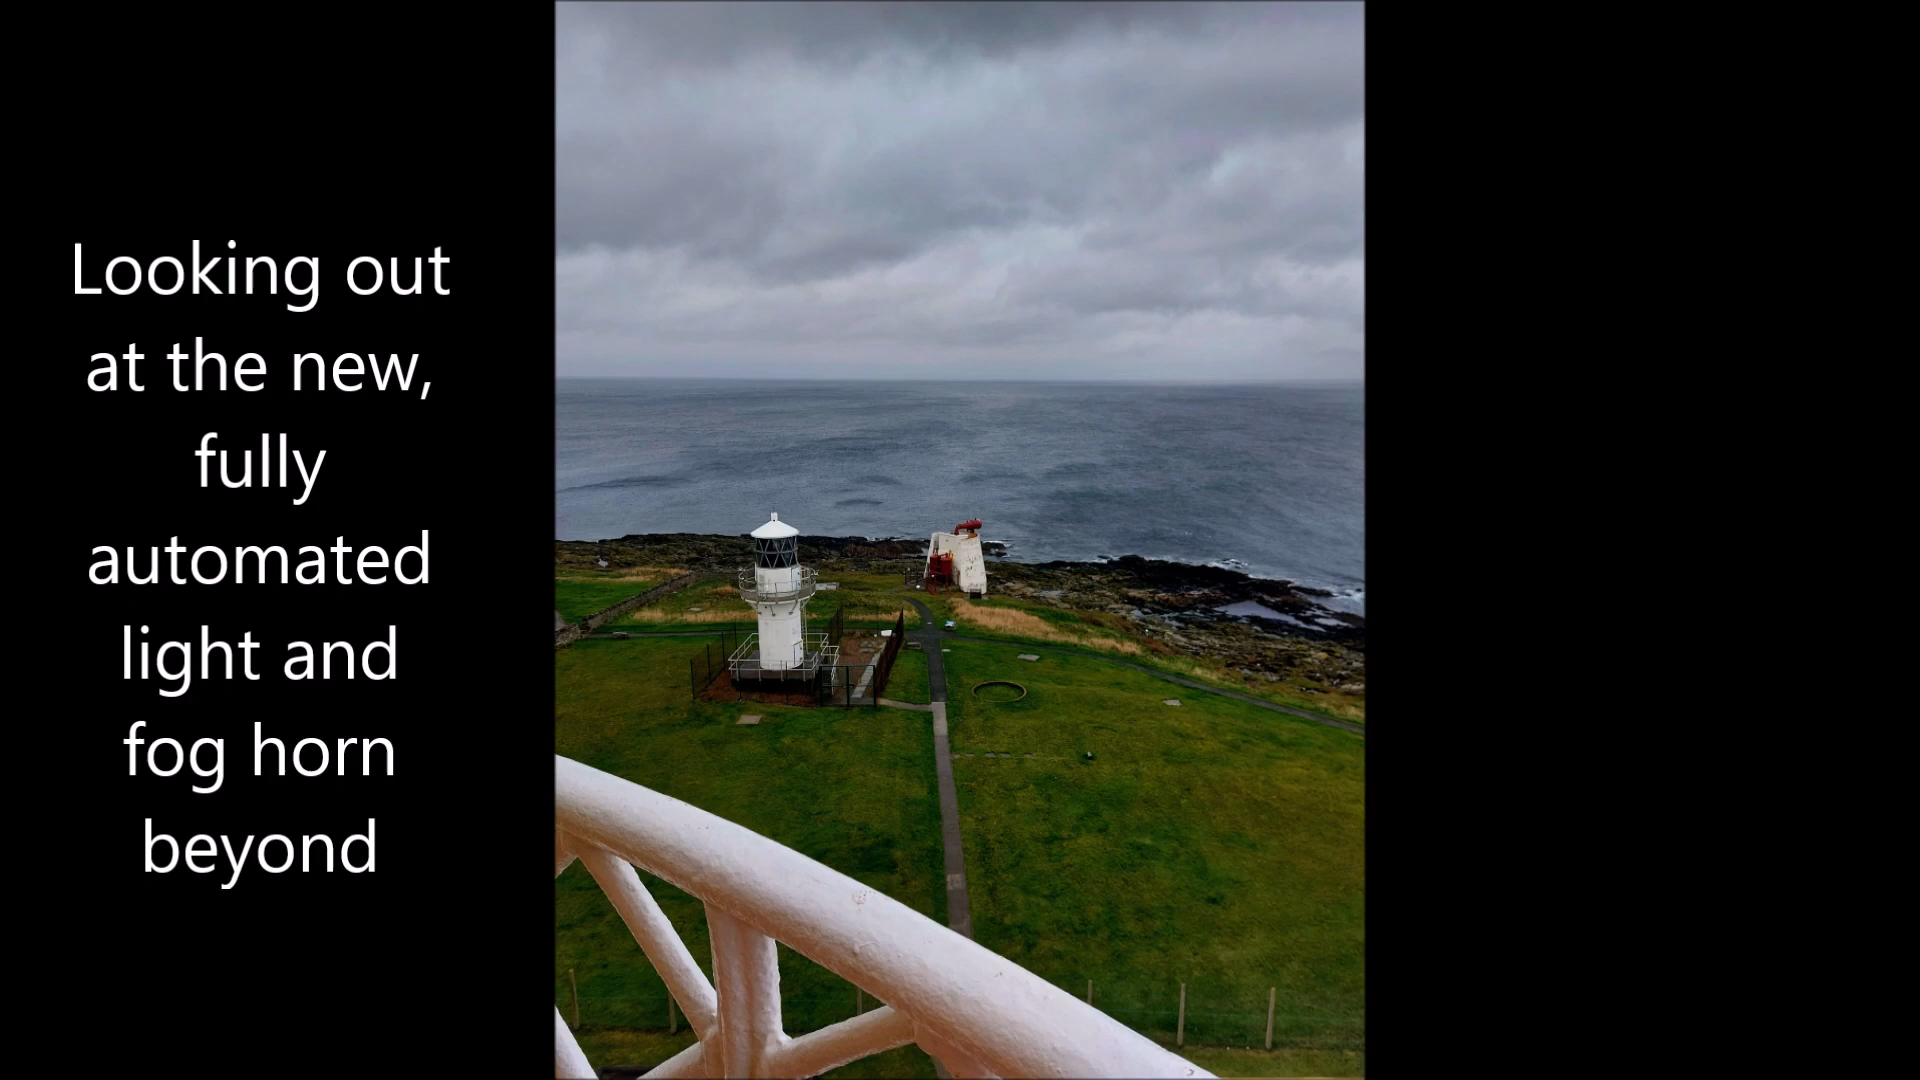 Looking out
at the new,
fully
automated
light and
fog horn
beyond